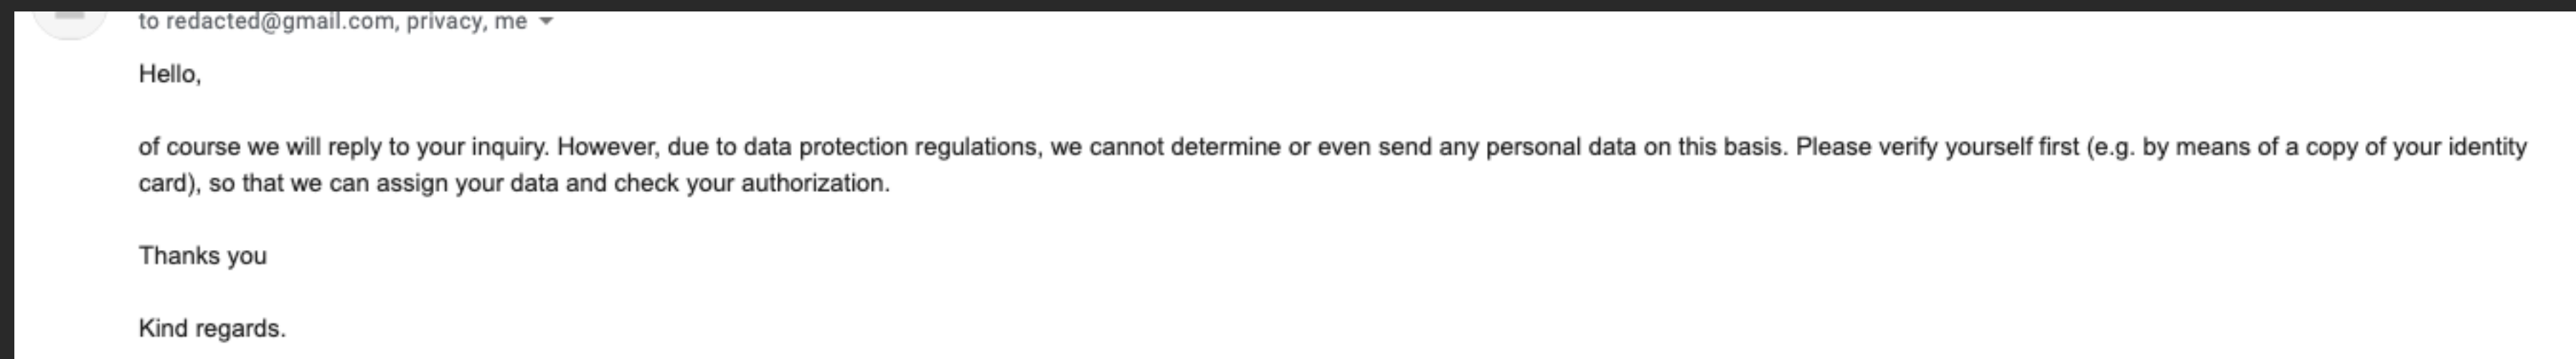 to redacted@gmail.com, privacy, me
Hello,
of course we will reply to your inquiry. However, due to data protection regulations, we cannot determine or even send any personal data on this basis. Please verify yourself first (e.g. by means of a copy of your identity
card), so that we can assign your data and check your authorization.
Thanks you
Kind regards.